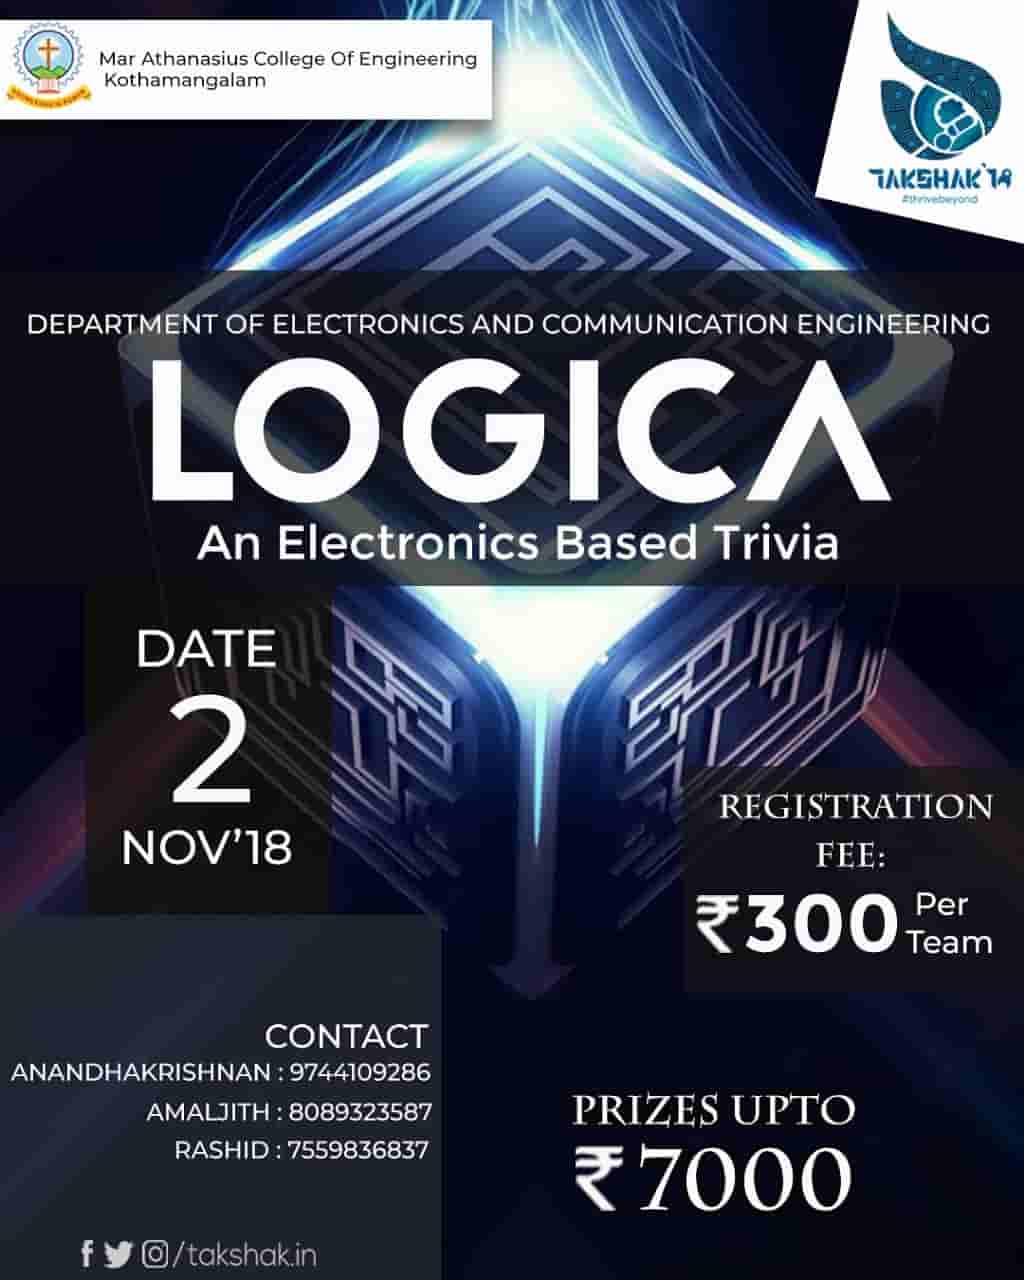 Mar Athanasius College Of Engineering
Kothamangalam
TAKSHAK'18
#thrivebeyond
DEPARTMENT OF ELECTRONICS AND COMMUNICATION ENGINEERING
LOGICA
An Electronics Based Trivia
DATE
2
NOV'18
REGISTRATION
FEE:
₹300 Per
Team
CONTACT
ANANDHAKRISHNAN : 9744109286
AMALJITH : 8089323587
RASHID : 7559836837
PRIZES UPTO
₹7000
/takshak.in